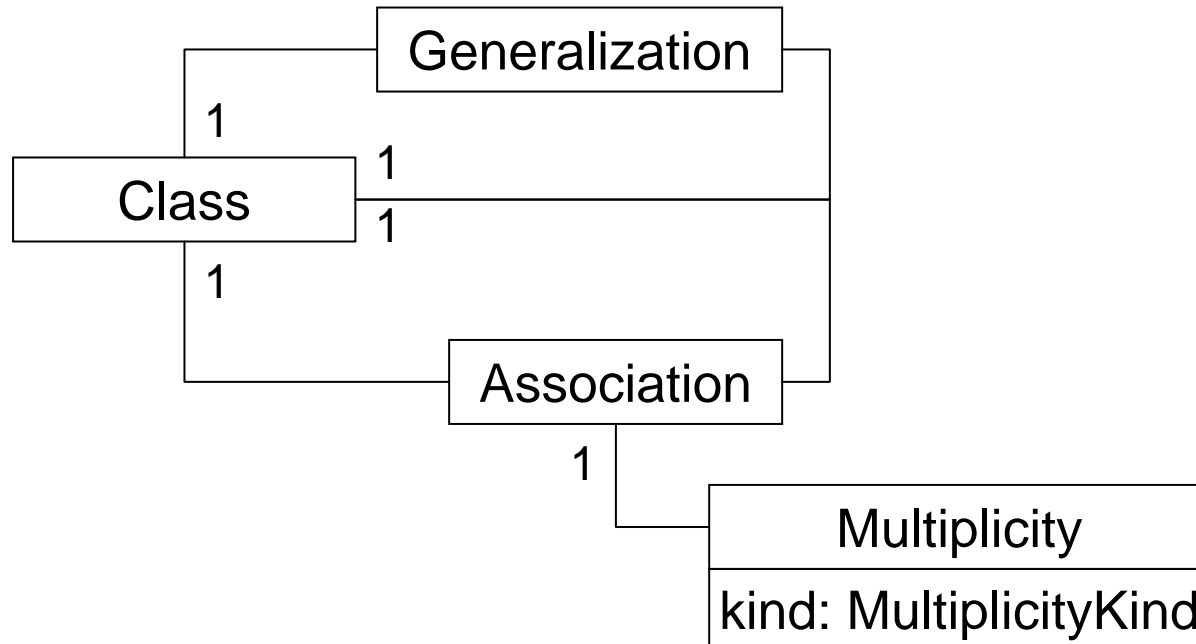 Generalization
1
1
Class
1
1
Association
1
Multiplicity
kind: MultiplicityKind